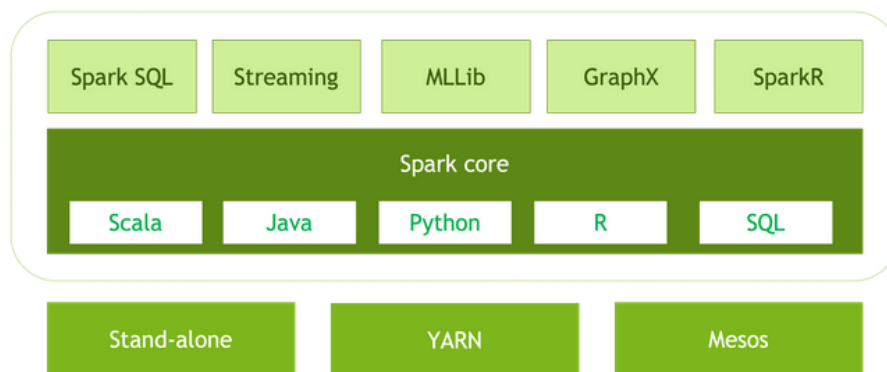 Spark SQL
Streaming
MLLib
GraphX
SparkR
Spark core
Scala
Java
Python
R
SQL
Stand-alone
YARN
Mesos